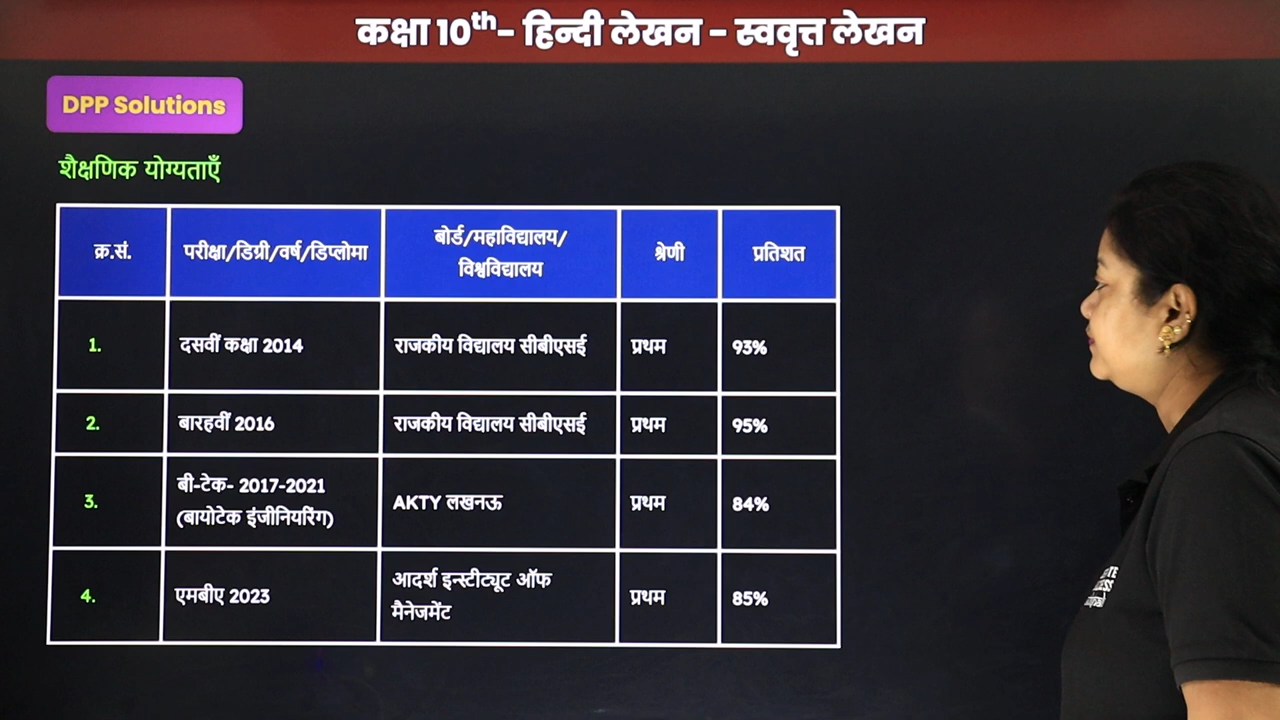 कक्षा 10th- हिन्दी लेखन - स्ववृत्त लेखन
DPP Solutions
शैक्षणिक योग्यताएँ
क्र.सं. परीक्षा/डिग्री/वर्ष/डिप्लोमा बोर्ड/महाविद्यालय/
विश्वविद्यालय श्रेणी प्रतिशत
1. दसवीं कक्षा 2014 राजकीय विद्यालय सीबीएसई प्रथम 93%
2. बारहवीं 2016 राजकीय विद्यालय सीबीएसई प्रथम 95%
3. बी-टेक- 2017-2021
(बायोटेक इंजीनियरिंग) AKTY लखनऊ प्रथम 84%
4. एमबीए 2023 आदर्श इन्स्टीट्यूट ऑफ
मैनेजमेंट प्रथम 85%